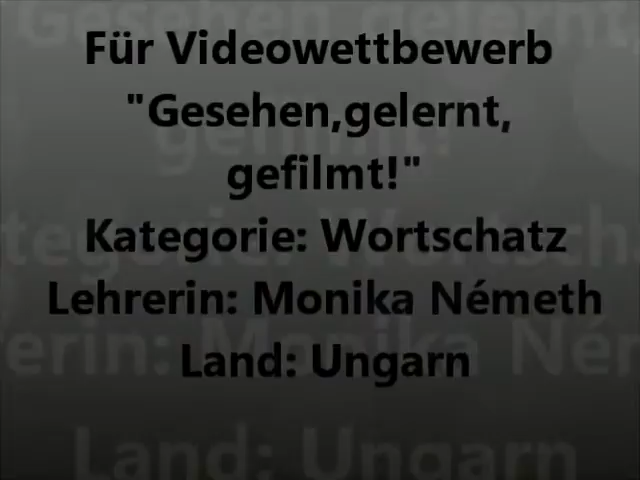 Für Videowettbewerb
"Gesehen,gelernt,
gefilmt!"
Kategorie: Wortschatz
Lehrerin: Monika Németh
Land: Ungarn